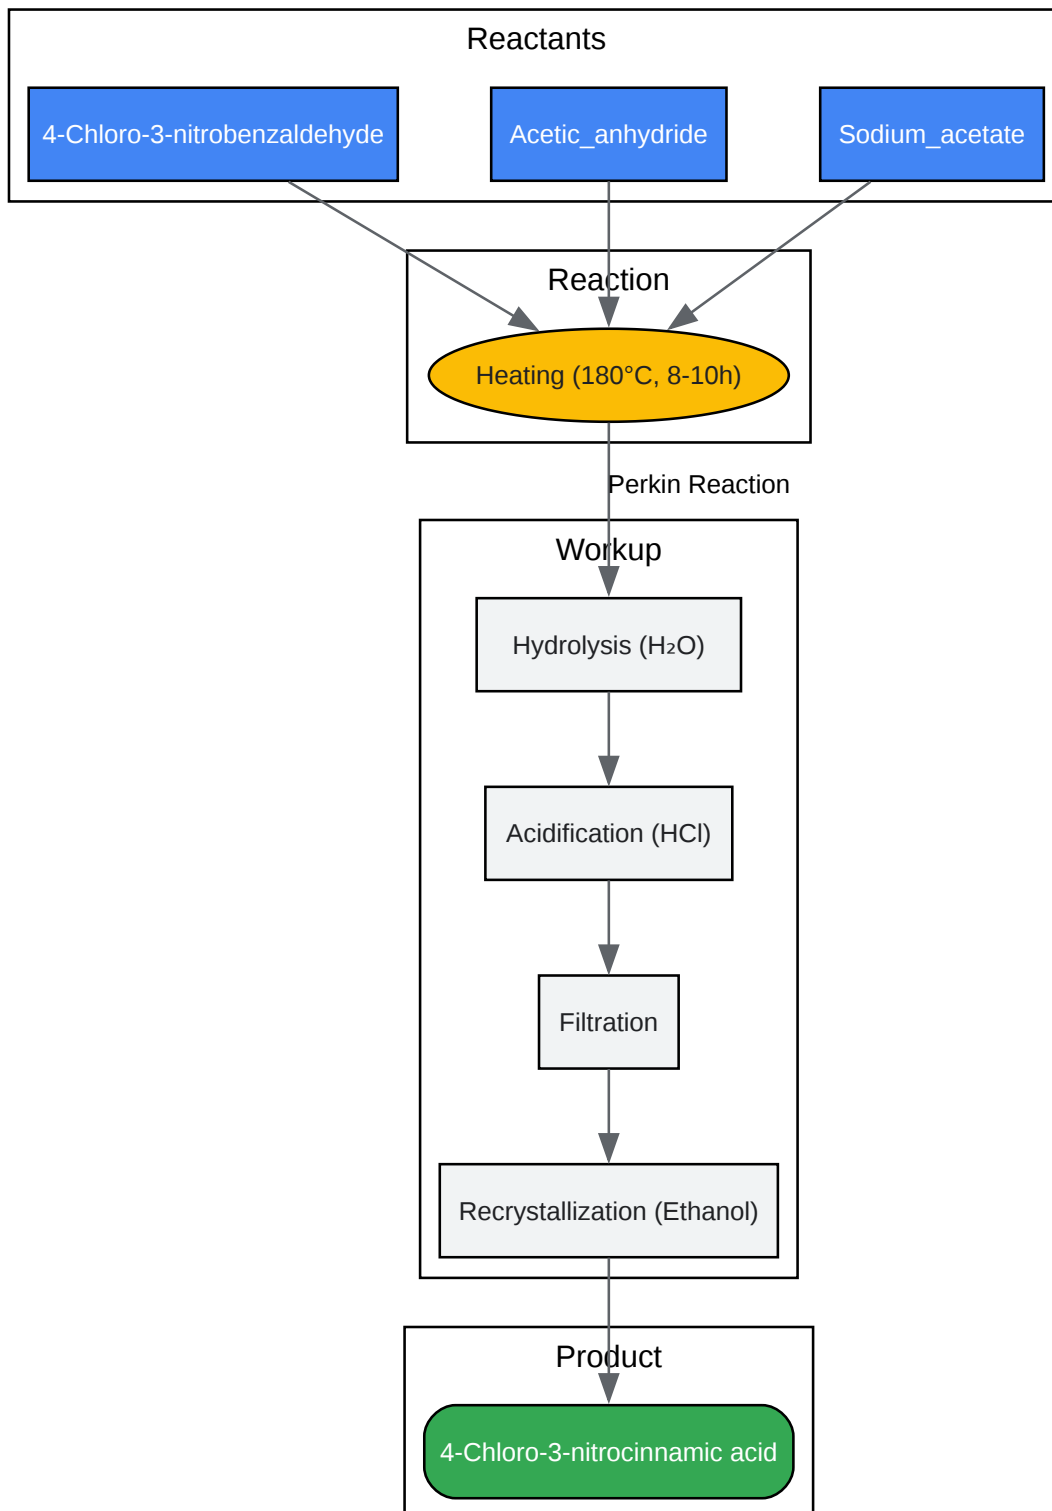 Reactants
4-Chloro-3-nitrobenzaldehyde
Acetic_anhydride
Sodium_acetate
Reaction
Heating (180°C, 8-10h)
Perkin Reaction
Workup
Hydrolysis (H₂O)
Acidification (HCl)
Filtration
Recrystallization (Ethanol)
Product
4-Chloro-3-nitrocinnamic acid